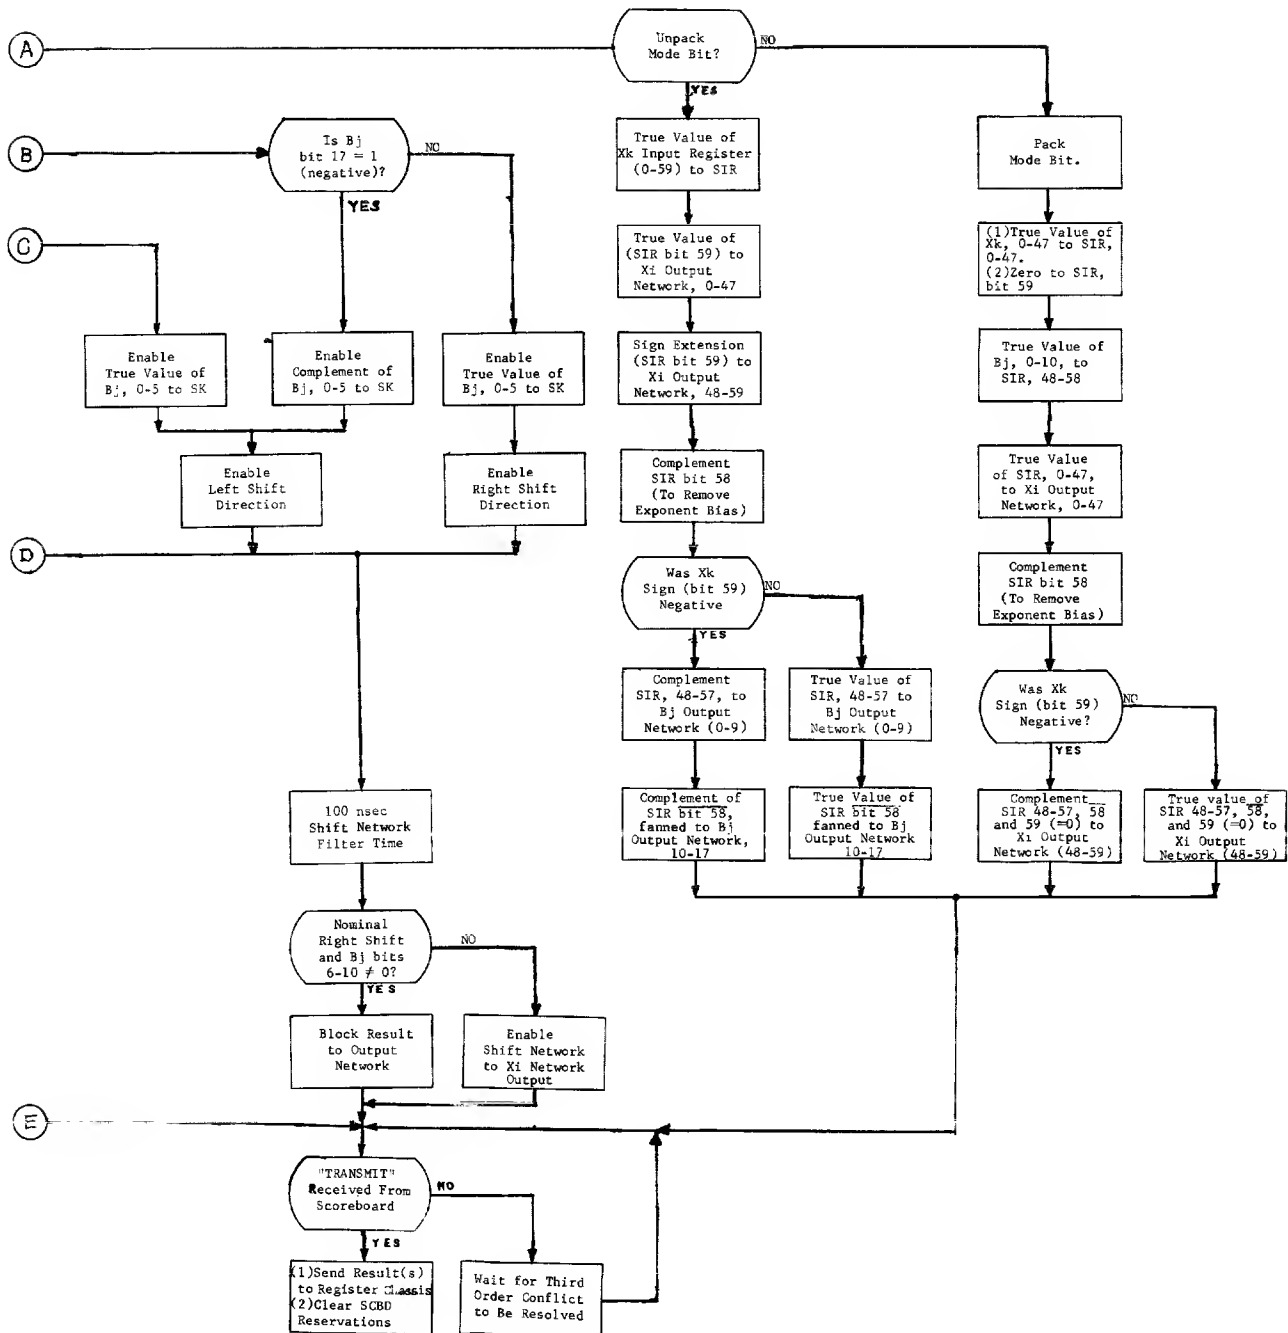 A
Unpack
Mode Bit?
NO
YES
B
Is Bj
bit 17 = 1
(negative)?
NO
YES
True Value of
Xk Input Register
(0-59) to SIR
Pack
Mode Bit.
C
True Value of
(SIR bit 59) to
Xi Output
Network, 0-47
(1)True Value of
Xk, 0-47 to SIR,
0-47.
(2)Zero to SIR,
bit 59
Enable
True Value of
Bj, 0-5 to SK
Enable
Complement of
Bj, 0-5 to SK
Enable
True Value of
Bj, 0-5 to SK
Sign Extension
(SIR bit 59) to
Xi Output
Network, 48-59
True Value of
Bj, 0-10, to
SIR, 48-58
Enable
Left Shift
Direction
Enable
Right Shift
Direction
Complement
SIR bit 58
(To Remove
Exponent Bias)
True Value
of SIR, 0-47,
to Xi Output
Network, 0-47
D
Was Xk
Sign (bit 59)
Negative
NO
YES
Complement
SIR bit 58
(To Remove
Exponent Bias)
Complement
SIR, 48-57, to
Bj Output
Network (0-9)
True Value of
SIR, 48-57 to
Bj Output
Network (0-9)
Was Xk
Sign (bit 59)
Negative?
NO
YES
100 nsec
Shift Network
Filter Time
Complement of
SIR bit 58,
fanned to Bj
Output Network,
10-17
True Value of
SIR bit 58
fanned to Bj
Output Network
10-17
Complement
SIR 48-57, 58
and 59 (=0) to
Xi Output
Network (48-59)
True value of
SIR 48-57, 58,
and 59 (=0) to
Xi Output
Network (48-59)
Nominal
Right Shift
and Bj bits
6-10 ≠ 0?
NO
YES
Block Result
to Output
Network
Enable
Shift Network
to Xi Network
Output
E
"TRANSMIT"
Received From
Scoreboard
NO
YES
(1)Send Result(s)
to Register Chassis
(2)Clear SCBD
Reservations
Wait for Third
Order Conflict
to Be Resolved